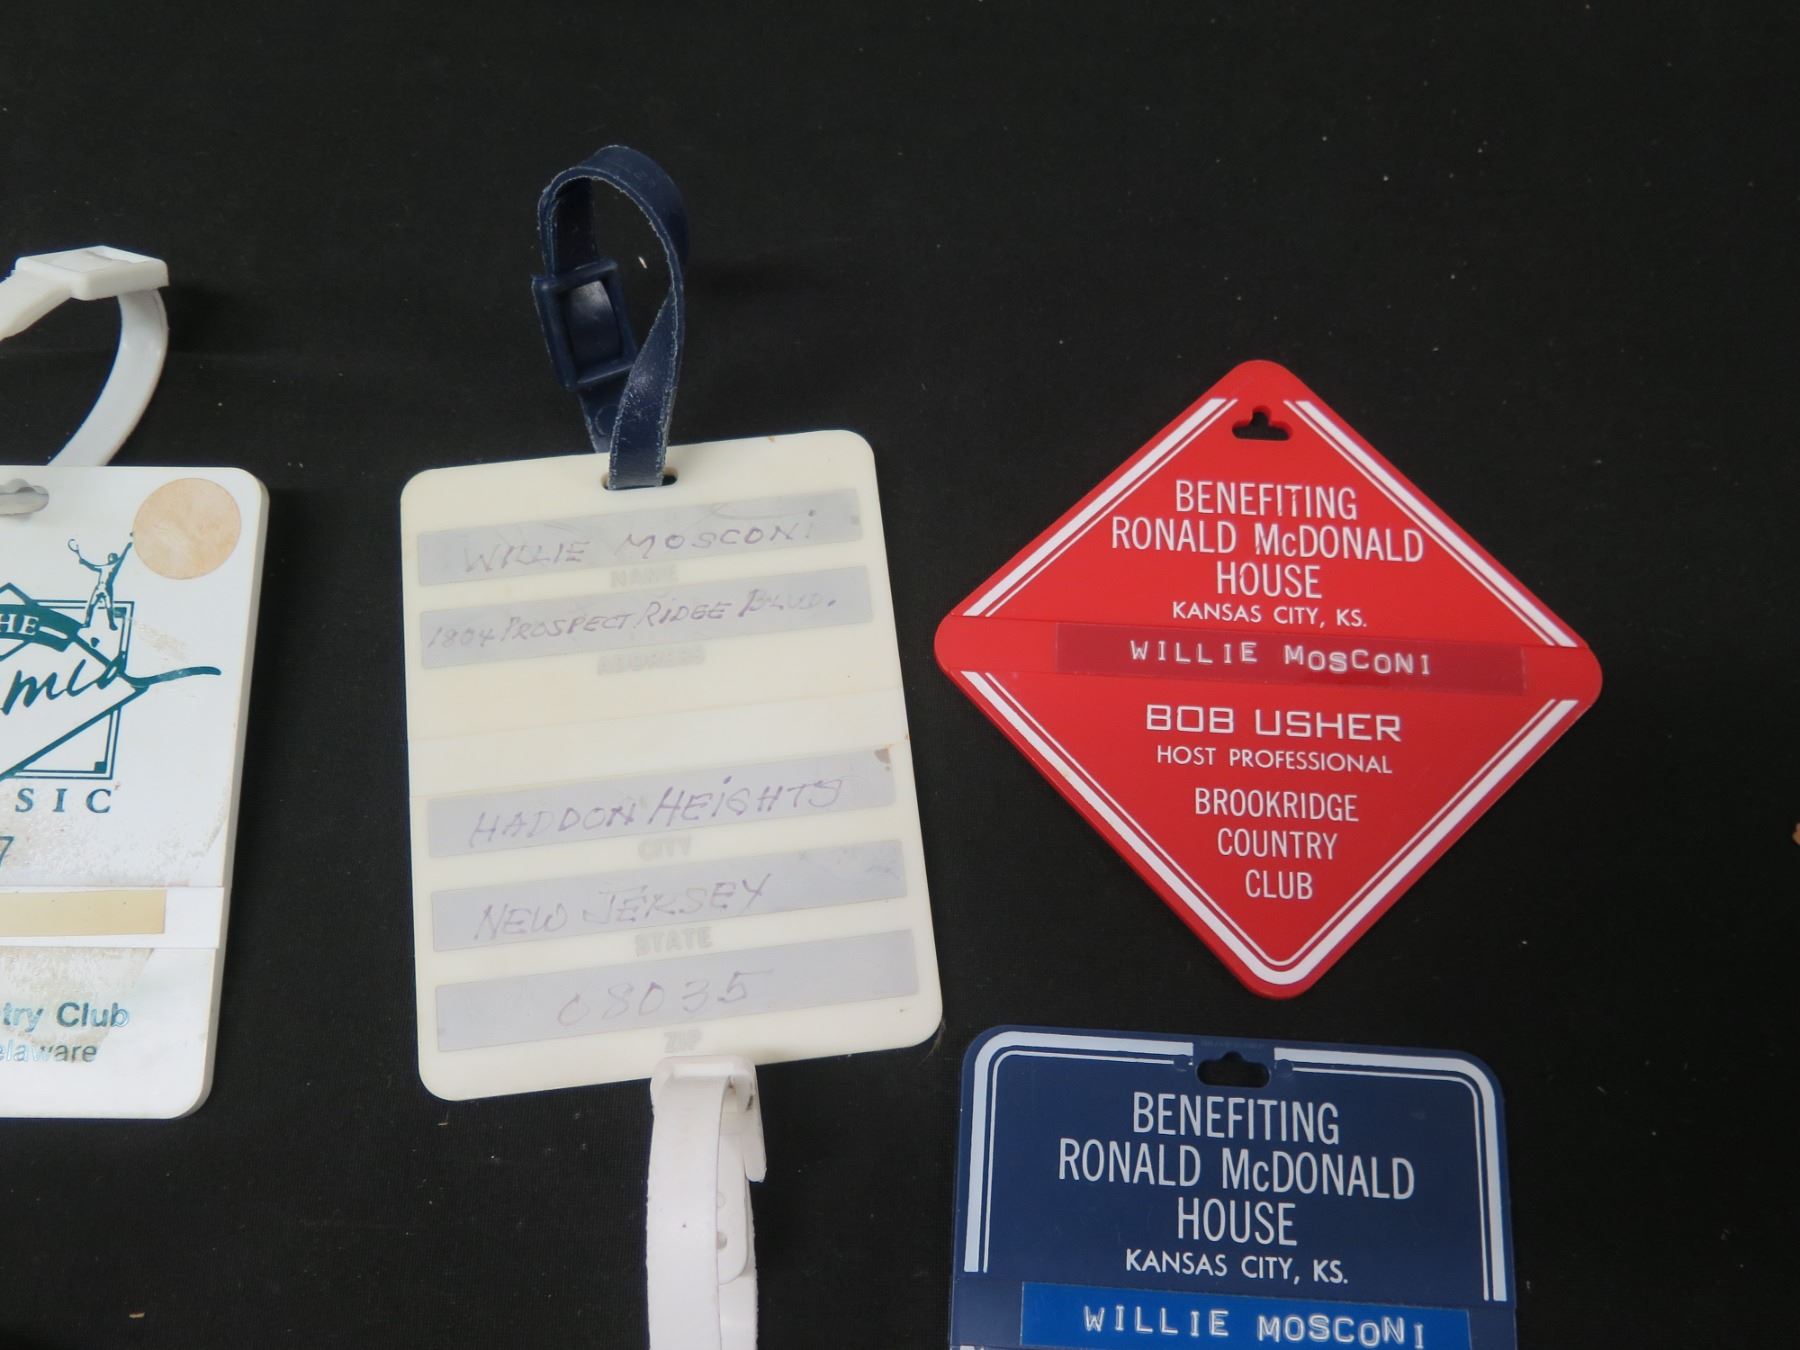 HE
SIC
7
try Club
elaware
WILLIE MOSCONI
NAME
1804 PROSPECT RIDGE BLVD.
ADDRESS
HADDON HEIGHTS
CITY
NEW JERSEY
STATE
08035
ZIP
BENEFITING
RONALD McDONALD
HOUSE
KANSAS CITY, KS.
WILLIE MOSCONI
BOB USHER
HOST PROFESSIONAL
BROOKRIDGE
COUNTRY
CLUB
BENEFITING
RONALD McDONALD
HOUSE
KANSAS CITY, KS.
WILLIE MOSCONI